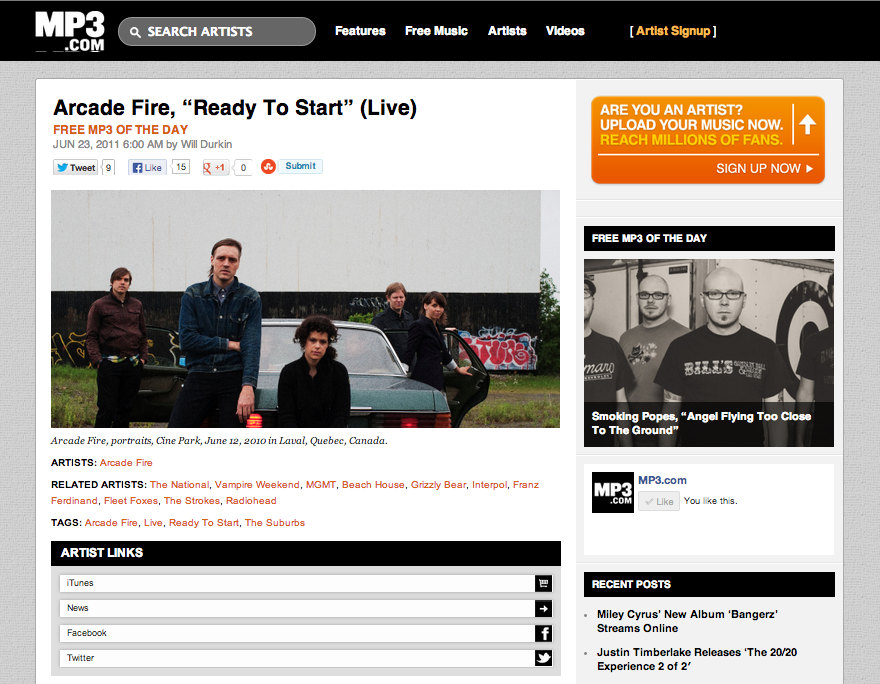 MP3
.COM
SEARCH ARTISTS
Features
Free Music
Artists
Videos
[ Artist Signup ]
Arcade Fire, “Ready To Start” (Live)
FREE MP3 OF THE DAY
JUN 23, 2011 6:00 AM by Will Durkin
Tweet 9
Like 15
+1 0
Submit
Arcade Fire, portraits, Cine Park, June 12, 2010 in Laval, Quebec, Canada.
ARTISTS: Arcade Fire
RELATED ARTISTS: The National, Vampire Weekend, MGMT, Beach House, Grizzly Bear, Interpol, Franz
Ferdinand, Fleet Foxes, The Strokes, Radiohead
TAGS: Arcade Fire, Live, Ready To Start, The Suburbs
ARTIST LINKS
iTunes
News
Facebook
Twitter
ARE YOU AN ARTIST?
UPLOAD YOUR MUSIC NOW.
REACH MILLIONS OF FANS.
SIGN UP NOW
FREE MP3 OF THE DAY
BILL'S
Smoking Popes, “Angel Flying Too Close
To The Ground”
MP3
.COM
MP3.com
Like
You like this.
RECENT POSTS
Miley Cyrus’ New Album ‘Bangerz’
Streams Online
Justin Timberlake Releases ‘The 20/20
Experience 2 of 2′